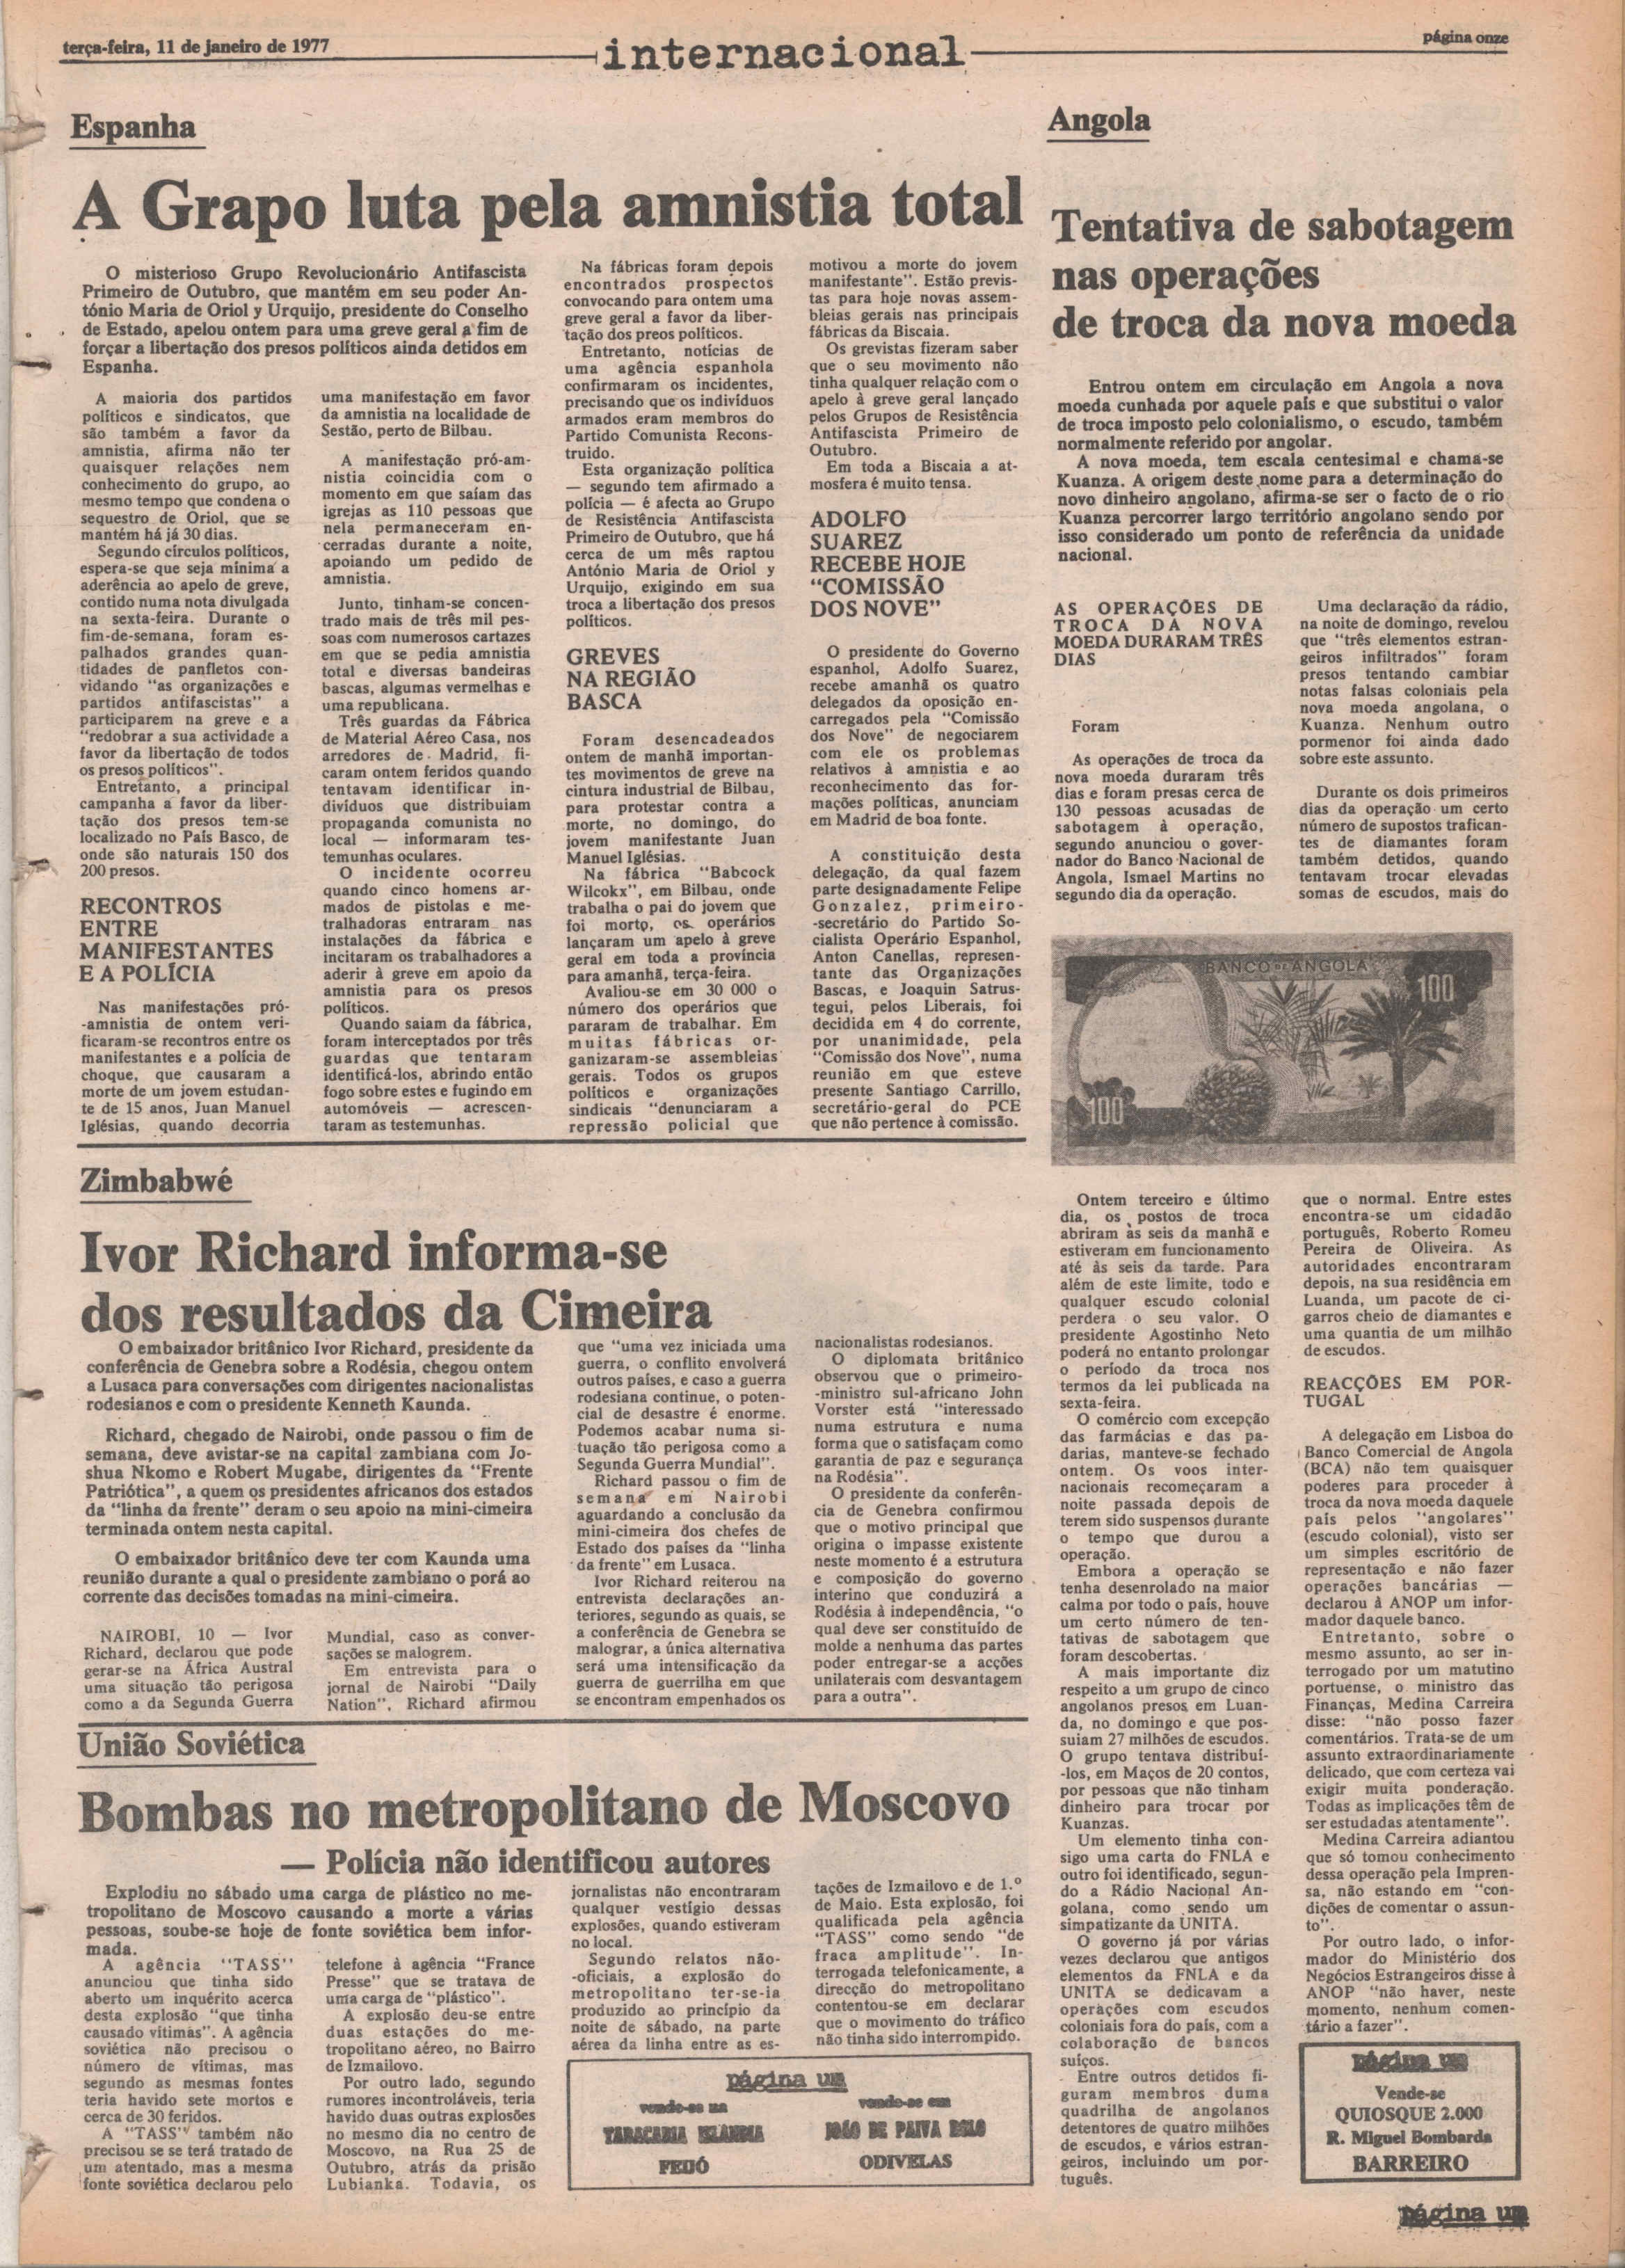 terça-feira, 11 de janeiro de 1977
internacional
página onze
Espanha
A Grapo luta pela amnistia total
O misterioso Grupo Revolucionário Antifascista
Primeiro de Outubro, que mantém em seu poder An-
tónio Maria de Oriol y Urquijo, presidente do Conselho
de Estado, apelou ontem para uma greve geral a fim de
forçar a libertação dos presos políticos ainda detidos em
Espanha.
A maioria dos partidos
políticos e sindicatos, que
são também a favor da
amnistia, afirma não ter
quaisquer relações nem
conhecimento do grupo, ao
mesmo tempo que condena o
sequestro de Oriol, que se
mantém há já 30 dias.
Segundo círculos políticos,
espera-se que seja mínima a
aderência ao apelo de greve,
contido numa nota divulgada
na sexta-feira. Durante o
fim-de-semana, foram es-
palhados grandes quan-
tidades de panfletos con-
vidando "as organizações e
partidos antifascistas" a
participarem na greve e a
"redobrar a sua actividade a
favor da libertação de todos
os presos políticos".
Entretanto, a principal
campanha a favor da liber-
tação dos presos tem-se
localizado no País Basco, de
onde são naturais 150 dos
200 presos.
RECONTROS
ENTRE
MANIFESTANTES
E A POLÍCIA
Nas manifestações pró-
-amnistia de ontem veri-
ficaram-se recontros entre os
manifestantes e a polícia de
choque, que causaram a
morte de um jovem estudan-
te de 15 anos, Juan Manuel
Iglésias, quando decorria
uma manifestação em favor
da amnistia na localidade de
Sestão, perto de Bilbau.
A manifestação pró-am-
nistia coincidia com o
momento em que saíam das
igrejas as 110 pessoas que
nela permaneceram en-
cerradas durante a noite,
apoiando um pedido de
amnistia.
Junto, tinham-se concen-
trado mais de três mil pes-
soas com numerosos cartazes
em que se pedia amnistia
total e diversas bandeiras
bascas, algumas vermelhas e
uma republicana.
Três guardas da Fábrica
de Material Aéreo Casa, nos
arredores de Madrid, fi-
caram ontem feridos quando
tentavam identificar in-
divíduos que distribuiam
propaganda comunista no
local — informaram tes-
temunhas oculares.
O incidente ocorreu
quando cinco homens ar-
mados de pistolas e me-
tralhadoras entraram nas
instalações da fábrica e
incitaram os trabalhadores a
aderir à greve em apoio da
amnistia para os presos
políticos.
Quando saiam da fábrica,
foram interceptados por três
guardas que tentaram
identificá-los, abrindo então
fogo sobre estes e fugindo em
automóveis — acrescen-
taram as testemunhas.
Na fábricas foram depois
encontrados prospectos
convocando para ontem uma
greve geral a favor da liber-
tação dos preos políticos.
Entretanto, notícias de
uma agência espanhola
confirmaram os incidentes,
precisando que os indivíduos
armados eram membros do
Partido Comunista Recons-
truido.
Esta organização política
— segundo tem afirmado a
polícia — é afecta ao Grupo
de Resistência Antifascista
Primeiro de Outubro, que há
cerca de um mês raptou
António Maria de Oriol y
Urquijo, exigindo em sua
troca a libertação dos presos
políticos.
GREVES
NA REGIÃO
BASCA
Foram desencadeados
ontem de manhã importan-
tes movimentos de greve na
cintura industrial de Bilbau,
para protestar contra a
morte, no domingo, do
jovem manifestante Juan
Manuel Iglésias.
Na fábrica "Babcock
Wilcokx", em Bilbau, onde
trabalha o pai do jovem que
foi morto, os operários
lançaram um apelo à greve
geral em toda a província
para amanhã, terça-feira.
Avaliou-se em 30 000 o
número dos operários que
pararam de trabalhar. Em
muitas fábricas or-
ganizaram-se assembleias
gerais. Todos os grupos
políticos e organizações
sindicais "denunciaram a
repressão policial que
motivou a morte do jovem
manifestante". Estão previs-
tas para hoje novas assem-
bleias gerais nas principais
fábricas da Biscaia.
Os grevistas fizeram saber
que o seu movimento não
tinha qualquer relação com o
apelo à greve geral lançado
pelos Grupos de Resistência
Antifascista Primeiro de
Outubro.
Em toda a Biscaia a at-
mosfera é muito tensa.
ADOLFO
SUAREZ
RECEBE HOJE
"COMISSÃO
DOS NOVE"
O presidente do Governo
espanhol, Adolfo Suarez,
recebe amanhã os quatro
delegados da oposição en-
carregados pela "Comissão
dos Nove" de negociarem
com ele os problemas
relativos à amnistia e ao
reconhecimento das for-
mações políticas, anunciam
em Madrid de boa fonte.
A constituição desta
delegação, da qual fazem
parte designadamente Felipe
Gonzalez, primeiro-
-secretário do Partido So-
cialista Operário Espanhol,
Anton Canellas, represen-
tante das Organizações
Bascas, e Joaquin Satrus-
tegui, pelos Liberais, foi
decidida em 4 do corrente,
por unanimidade, pela
"Comissão dos Nove", numa
reunião em que esteve
presente Santiago Carrillo,
secretário-geral do PCE
que não pertence à comissão.
Angola
Tentativa de sabotagem
nas operações
de troca da nova moeda
Entrou ontem em circulação em Angola a nova
moeda cunhada por aquele país e que substitui o valor
de troca imposto pelo colonialismo, o escudo, também
normalmente referido por angolar.
A nova moeda, tem escala centesimal e chama-se
Kuanza. A origem deste nome para a determinação do
novo dinheiro angolano, afirma-se ser o facto de o rio
Kuanza percorrer largo território angolano sendo por
isso considerado um ponto de referência da unidade
nacional.
AS OPERAÇÕES DE
TROCA DA NOVA
MOEDA DURARAM TRÊS
DIAS
Foram
As operações de troca da
nova moeda duraram três
dias e foram presas cerca de
130 pessoas acusadas de
sabotagem à operação,
segundo anunciou o gover-
nador do Banco Nacional de
Angola, Ismael Martins no
segundo dia da operação.
Uma declaração da rádio,
na noite de domingo, revelou
que "três elementos estran-
geiros infiltrados" foram
presos tentando cambiar
notas falsas coloniais pela
nova moeda angolana, o
Kuanza. Nenhum outro
pormenor foi ainda dado
sobre este assunto.
Durante os dois primeiros
dias da operação um certo
número de supostos trafican-
tes de diamantes foram
também detidos, quando
tentavam trocar elevadas
somas de escudos, mais do
BANCO DE ANGOLA
100
100
Ontem terceiro e último
dia, os postos de troca
abriram às seis da manhã e
estiveram em funcionamento
até às seis da tarde. Para
além de este limite, todo e
qualquer escudo colonial
perdera o seu valor. O
presidente Agostinho Neto
poderá no entanto prolongar
o período da troca nos
termos da lei publicada na
sexta-feira.
O comércio com excepção
das farmácias e das pa-
darias, manteve-se fechado
ontem. Os voos inter-
nacionais recomeçaram a
noite passada depois de
terem sido suspensos durante
o tempo que durou a
operação.
Embora a operação se
tenha desenrolado na maior
calma por todo o país, houve
um certo número de ten-
tativas de sabotagem que
foram descobertas.
A mais importante diz
respeito a um grupo de cinco
angolanos presos em Luan-
da, no domingo e que pos-
suiam 27 milhões de escudos.
O grupo tentava distribuí-
-los, em Maços de 20 contos,
por pessoas que não tinham
dinheiro para trocar por
Kuanzas.
Um elemento tinha con-
sigo uma carta do FNLA e
outro foi identificado, segun-
do a Rádio Nacional An-
golana, como sendo um
simpatizante da UNITA.
O governo já por várias
vezes declarou que antigos
elementos da FNLA e da
UNITA se dedicavam a
operações com escudos
coloniais fora do país, com a
colaboração de bancos
suíços.
Entre outros detidos fi-
guram membros duma
quadrilha de angolanos
detentores de quatro milhões
de escudos, e vários estran-
geiros, incluindo um por-
tuguês.
que o normal. Entre estes
encontra-se um cidadão
português, Roberto Romeu
Pereira de Oliveira. As
autoridades encontraram
depois, na sua residência em
Luanda, um pacote de ci-
garros cheio de diamantes e
uma quantia de um milhão
de escudos.
REACÇÕES EM POR-
TUGAL
A delegação em Lisboa do
Banco Comercial de Angola
(BCA) não tem quaisquer
poderes para proceder à
troca da nova moeda daquele
país pelos "angolares"
(escudo colonial), visto ser
um simples escritório de
representação e não fazer
operações bancárias —
declarou à ANOP um infor-
mador daquele banco.
Entretanto, sobre o
mesmo assunto, ao ser in-
terrogado por um matutino
portuense, o ministro das
Finanças, Medina Carreira
disse: "não posso fazer
comentários. Trata-se de um
assunto extraordinariamente
delicado, que com certeza vai
exigir muita ponderação.
Todas as implicações têm de
ser estudadas atentamente".
Medina Carreira adiantou
que só tomou conhecimento
dessa operação pela Impren-
sa, não estando em "con-
dições de comentar o assun-
to".
Por outro lado, o infor-
mador do Ministério dos
Negócios Estrangeiros disse à
ANOP "não haver, neste
momento, nenhum comen-
tário a fazer".
página um
Vende-se
QUIOSQUE 2.000
R. Miguel Bombarda
BARREIRO
Zimbabwé
Ivor Richard informa-se
dos resultados da Cimeira
O embaixador britânico Ivor Richard, presidente da
conferência de Genebra sobre a Rodésia, chegou ontem
a Lusaca para conversações com dirigentes nacionalistas
rodesianos e com o presidente Kenneth Kaunda.
Richard, chegado de Nairobi, onde passou o fim de
semana, deve avistar-se na capital zambiana com Jo-
shua Nkomo e Robert Mugabe, dirigentes da "Frente
Patriótica", a quem os presidentes africanos dos estados
da "linha da frente" deram o seu apoio na mini-cimeira
terminada ontem nesta capital.
O embaixador britânico deve ter com Kaunda uma
reunião durante a qual o presidente zambiano o porá ao
corrente das decisões tomadas na mini-cimeira.
NAIROBI, 10 — Ivor
Richard, declarou que pode
gerar-se na África Austral
uma situação tão perigosa
como a da Segunda Guerra
Mundial, caso as conver-
sações se malogrem.
Em entrevista para o
jornal de Nairobi "Daily
Nation", Richard afirmou
que "uma vez iniciada uma
guerra, o conflito envolverá
outros países, e caso a guerra
rodesiana continue, o poten-
cial de desastre é enorme.
Podemos acabar numa si-
tuação tão perigosa como a
Segunda Guerra Mundial".
Richard passou o fim de
semana em Nairobi
aguardando a conclusão da
mini-cimeira dos chefes de
Estado dos países da "linha
da frente" em Lusaca.
Ivor Richard reiterou na
entrevista declarações an-
teriores, segundo as quais, se
a conferência de Genebra se
malograr, a única alternativa
será uma intensificação da
guerra de guerrilha em que
se encontram empenhados os
nacionalistas rodesianos.
O diplomata britânico
observou que o primeiro-
-ministro sul-africano John
Vorster está "interessado
numa estrutura e numa
forma que o satisfaçam como
garantia de paz e segurança
na Rodésia".
O presidente da conferên-
cia de Genebra confirmou
que o motivo principal que
origina o impasse existente
neste momento é a estrutura
e composição do governo
interino que conduzirá a
Rodésia à independência, "o
qual deve ser constituído de
molde a nenhuma das partes
poder entregar-se a acções
unilaterais com desvantagem
para a outra".
União Soviética
Bombas no metropolitano de Moscovo
— Polícia não identificou autores
Explodiu no sábado uma carga de plástico no me-
tropolitano de Moscovo causando a morte a várias
pessoas, soube-se hoje de fonte soviética bem infor-
mada.
A agência "TASS"
anunciou que tinha sido
aberto um inquérito acerca
desta explosão "que tinha
causado vítimas". A agência
soviética não precisou o
número de vítimas, mas
segundo as mesmas fontes
teria havido sete mortos e
cerca de 30 feridos.
A "TASS" também não
precisou se se terá tratado de
um atentado, mas a mesma
fonte soviética declarou pelo
telefone à agência "France
Presse" que se tratava de
uma carga de "plástico".
A explosão deu-se entre
duas estações do me-
tropolitano aéreo, no Bairro
de Izmailovo.
Por outro lado, segundo
rumores incontroláveis, teria
havido duas outras explosões
no mesmo dia no centro de
Moscovo, na Rua 25 de
Outubro, atrás da prisão
Lubianka. Todavia, os
jornalistas não encontraram
qualquer vestígio dessas
explosões, quando estiveram
no local.
Segundo relatos não-
-oficiais, a explosão do
metropolitano ter-se-ia
produzido ao princípio da
noite de sábado, na parte
aérea da linha entre as es-
tações de Izmailovo e de 1.º
de Maio. Esta explosão, foi
qualificada pela agência
"TASS" como sendo "de
fraca amplitude". In-
terrogada telefonicamente, a
direcção do metropolitano
contentou-se em declarar
que o movimento do tráfico
não tinha sido interrompido.
página um
vende-se na
TABACARIA ISLANDIA
FEIJÓ
vende-se em
JOÃO DE PAIVA
ODIVELAS
página um